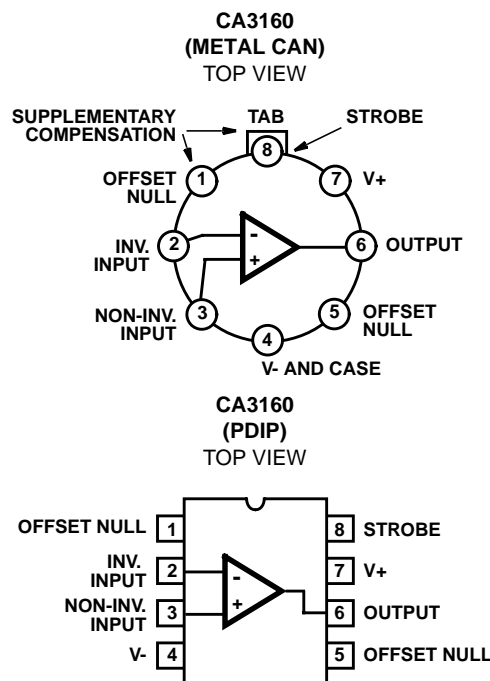 CA3160
(METAL CAN)
TOP VIEW
SUPPLEMENTARY
COMPENSATION
TAB
STROBE
8
OFFSET
NULL
1
7
V+
INV.
INPUT
2
-
+
6
OUTPUT
NON-INV.
INPUT
3
5
OFFSET
NULL
4
V- AND CASE
CA3160
(PDIP)
TOP VIEW
OFFSET NULL
1
8
STROBE
INV.
INPUT
2
-
7
V+
NON-INV.
INPUT
3
+
6
OUTPUT
V-
4
5
OFFSET NULL